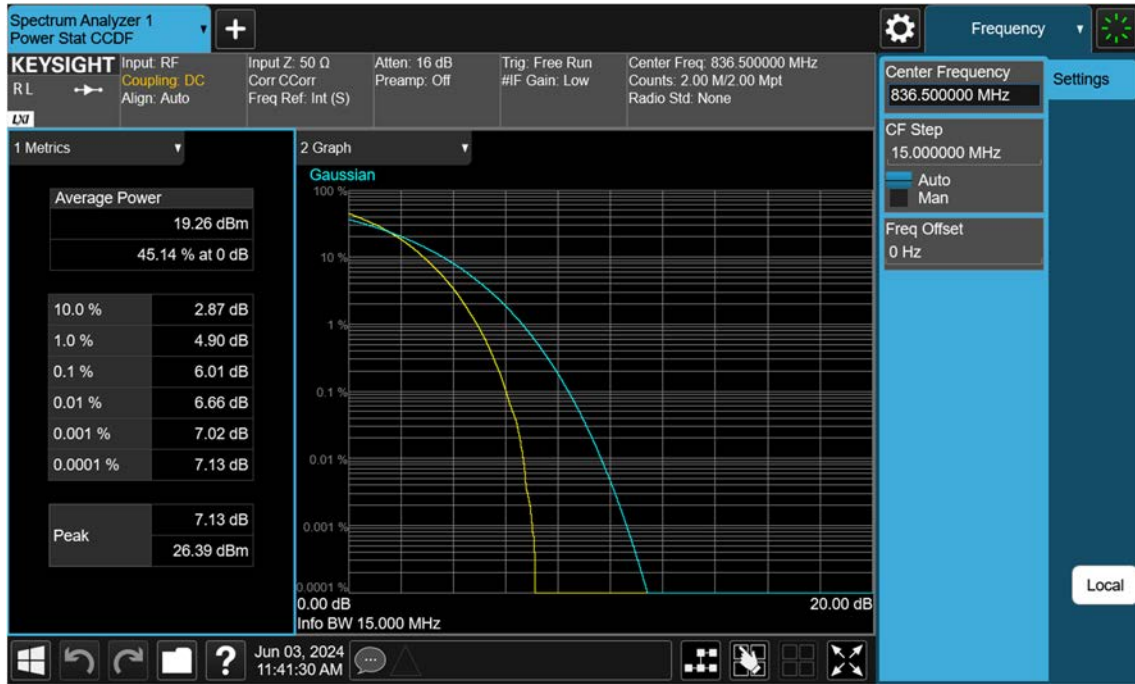 Spectrum Analyzer 1
Power Stat CCDF
+
Frequency
KEYSIGHT
RL
LXI
Input: RF
Coupling: DC
Align: Auto
Input Z: 50 Ω
Corr CCorr
Freq Ref: Int (S)
Atten: 16 dB
Preamp: Off
Trig: Free Run
#IF Gain: Low
Center Freq: 836.500000 MHz
Counts: 2.00 M/2.00 Mpt
Radio Std: None
Center Frequency
836.500000 MHz
Settings
CF Step
15.000000 MHz
Auto
Man
Freq Offset
0 Hz
Local
1 Metrics
Average Power
19.26 dBm
45.14 % at 0 dB
10.0 % 2.87 dB
1.0 % 4.90 dB
0.1 % 6.01 dB
0.01 % 6.66 dB
0.001 % 7.02 dB
0.0001 % 7.13 dB
Peak
7.13 dB
26.39 dBm
2 Graph
Gaussian
100 %
10 %
1 %
0.1 %
0.01 %
0.001 %
0.0001 %
0.00 dB 20.00 dB
Info BW 15.000 MHz
?
Jun 03, 2024
11:41:30 AM